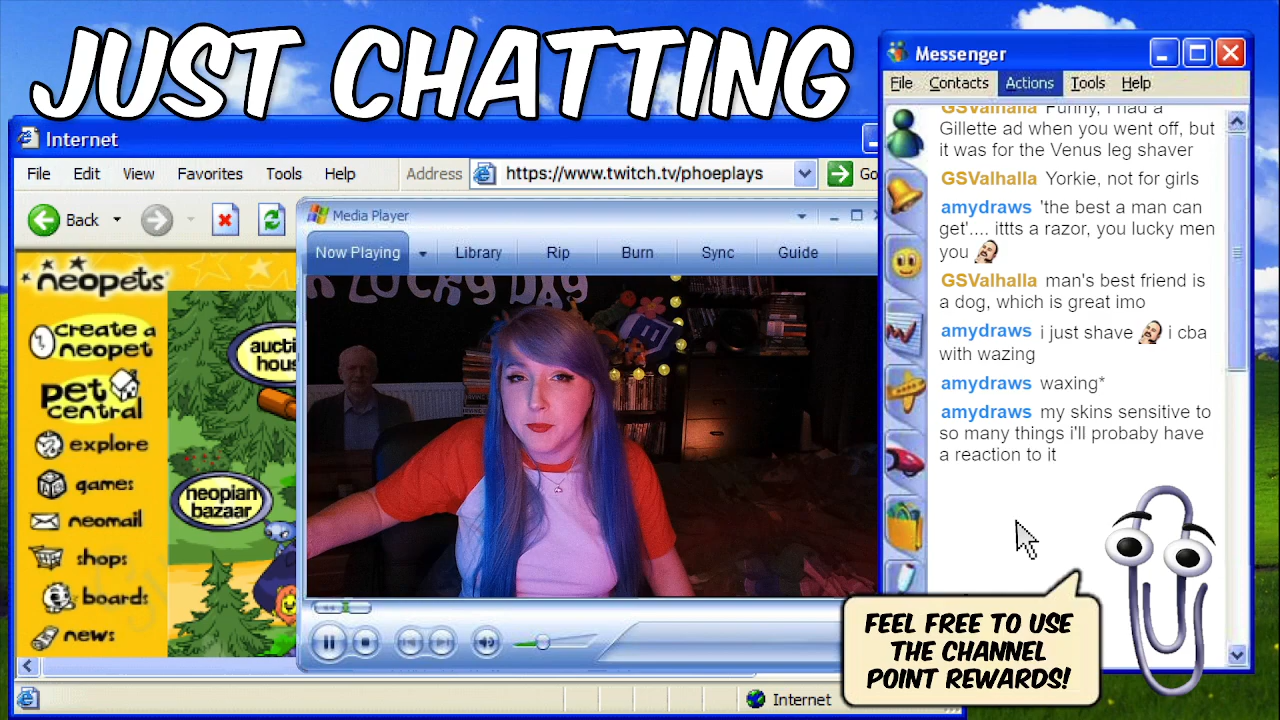 JUST CHATTING
Internet
File Edit View Favorites Tools Help Address https://www.twitch.tv/phoeplays Go
Back
neopets
create a
neopet
pet
central
explore
games
neomail
shops
boards
news
aucti
hous
neopian
bazaar
Media Player
Now Playing Library Rip Burn Sync Guide
LUCKY DAY
Internet
Messenger
File Contacts Actions Tools Help
GSValhalla Funny, i had a
Gillette ad when you went off, but
it was for the Venus leg shaver
GSValhalla Yorkie, not for girls
amydraws 'the best a man can
get'.... ittts a razor, you lucky men
you
GSValhalla man's best friend is
a dog, which is great imo
amydraws i just shave i cba
with wazing
amydraws waxing*
amydraws my skins sensitive to
so many things i'll probaby have
a reaction to it
FEEL FREE TO USE
THE CHANNEL
POINT REWARDS!